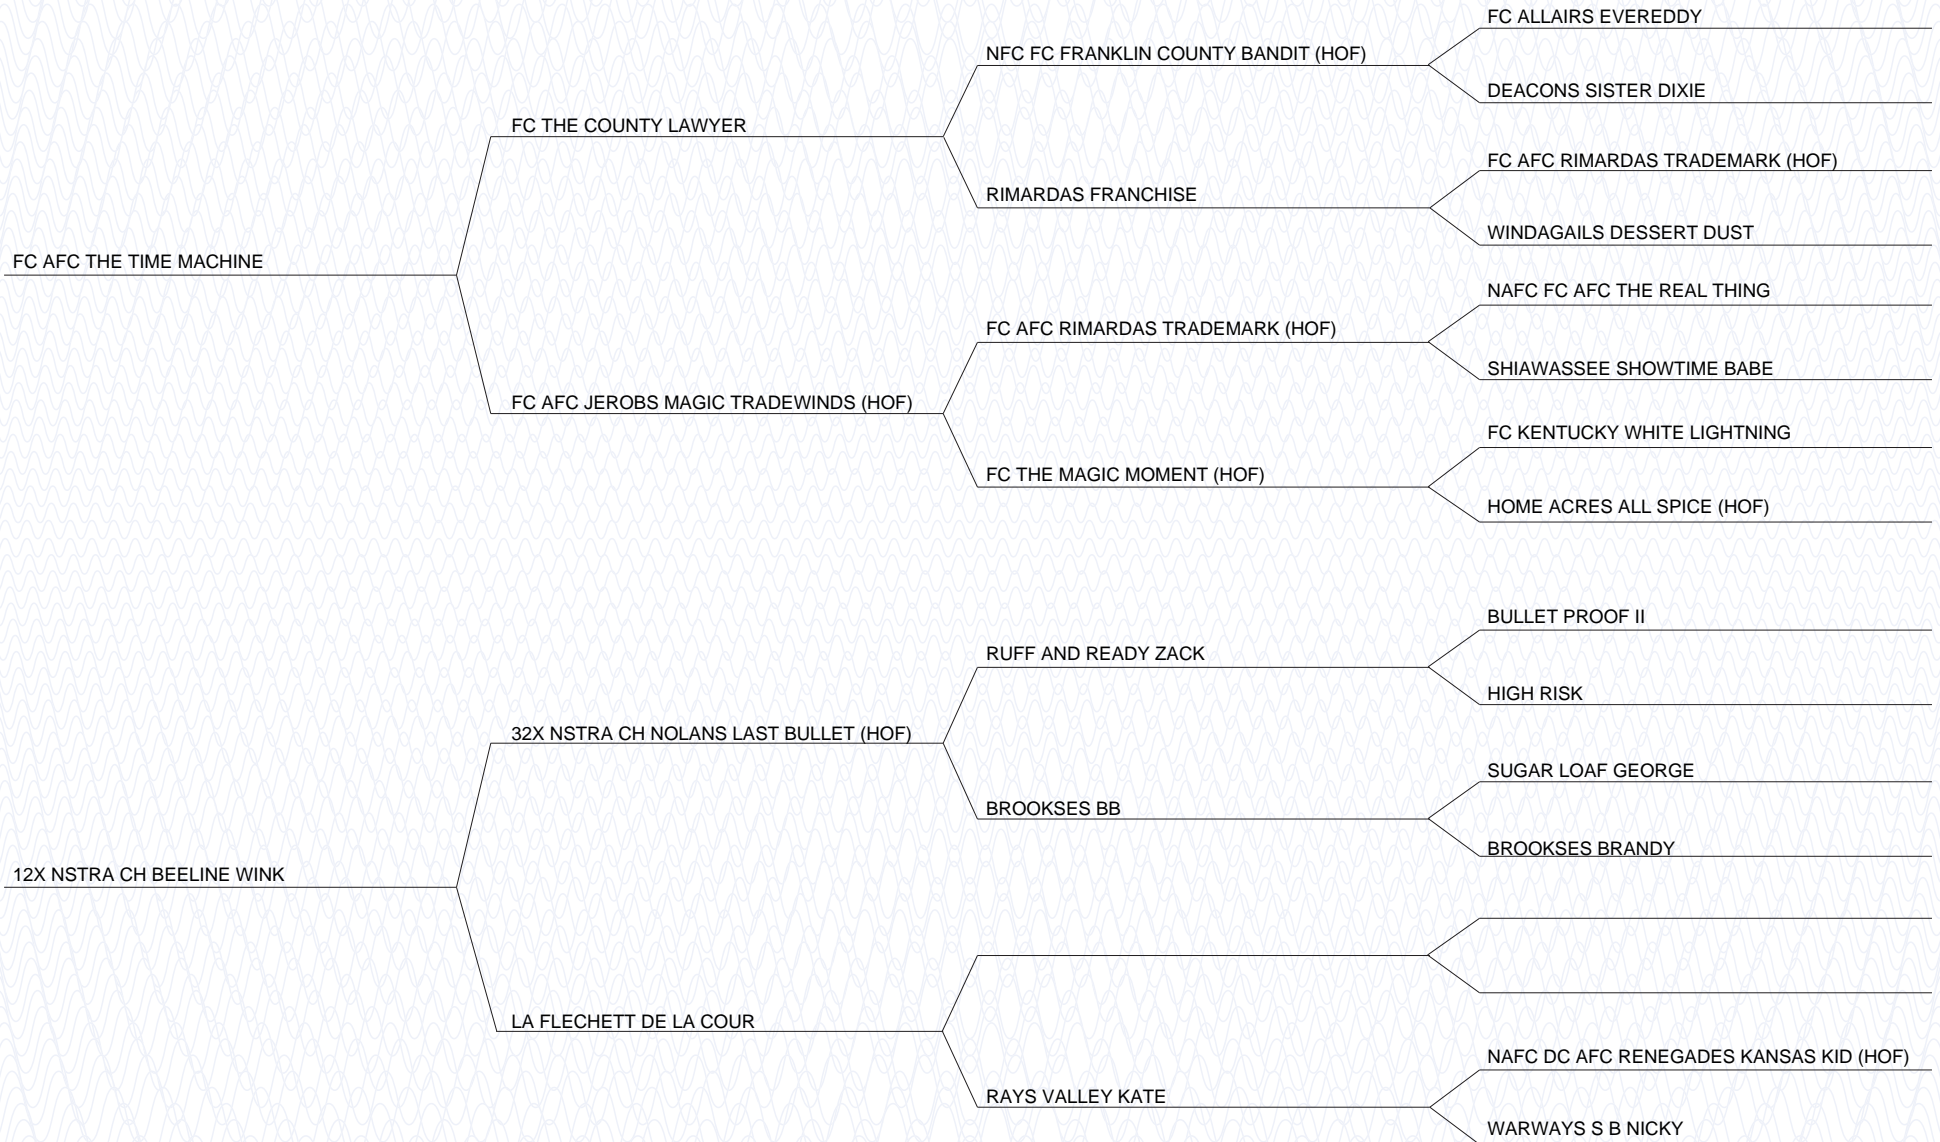 FC ALLAIRS EVEREDDY
NFC FC FRANKLIN COUNTY BANDIT (HOF)
DEACONS SISTER DIXIE
FC THE COUNTY LAWYER
FC AFC RIMARDAS TRADEMARK (HOF)
RIMARDAS FRANCHISE
WINDAGAILS DESSERT DUST
FC AFC THE TIME MACHINE
NAFC FC AFC THE REAL THING
FC AFC RIMARDAS TRADEMARK (HOF)
SHIAWASSEE SHOWTIME BABE
FC AFC JEROBS MAGIC TRADEWINDS (HOF)
FC KENTUCKY WHITE LIGHTNING
FC THE MAGIC MOMENT (HOF)
HOME ACRES ALL SPICE (HOF)
BULLET PROOF II
RUFF AND READY ZACK
HIGH RISK
32X NSTRA CH NOLANS LAST BULLET (HOF)
SUGAR LOAF GEORGE
BROOKSES BB
BROOKSES BRANDY
12X NSTRA CH BEELINE WINK
LA FLECHETT DE LA COUR
NAFC DC AFC RENEGADES KANSAS KID (HOF)
RAYS VALLEY KATE
WARWAYS S B NICKY